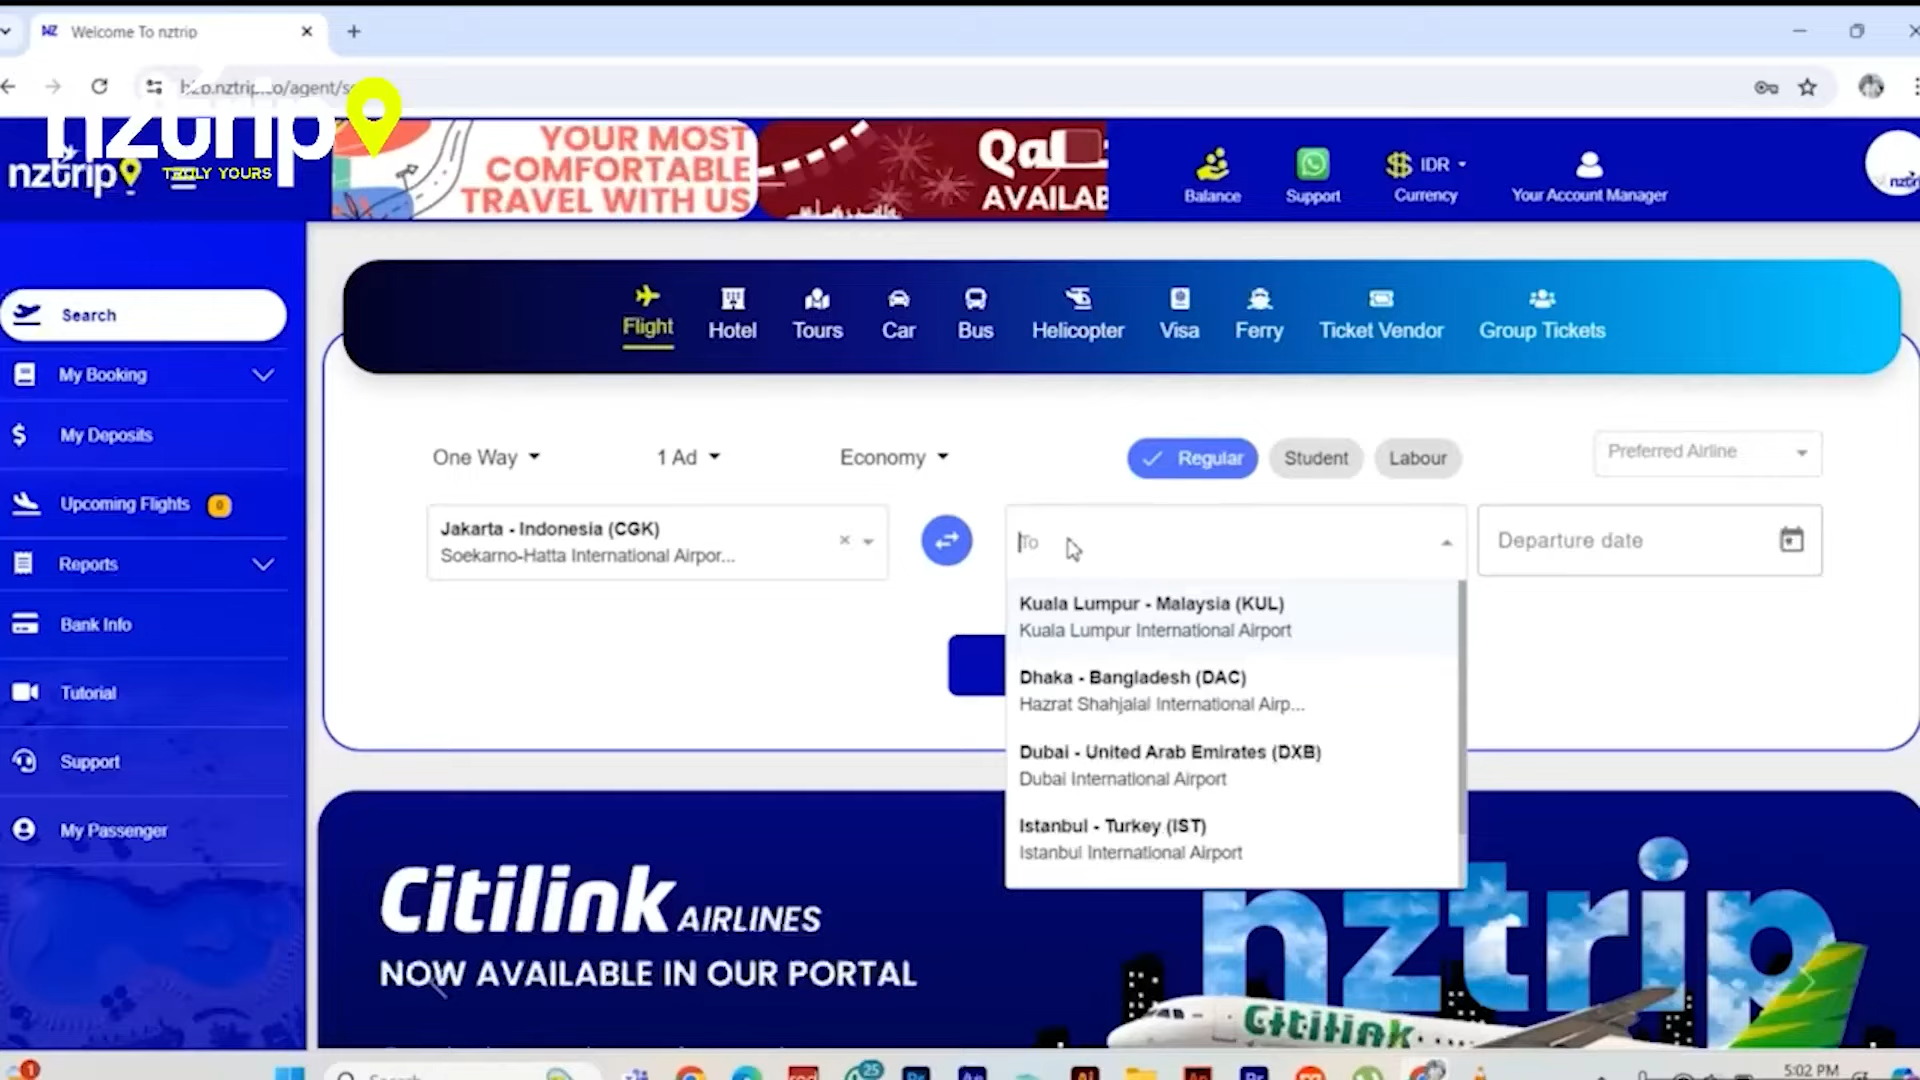 Welcome To nztrip
nztrip
TRULY YOURS
nztrip
YOUR MOST
COMFORTABLE
TRAVEL WITH US
AVAILAB
Balance
Support
IDR
Currency
Your Account Manager
Search
My Booking
My Deposits
Upcoming Flights 0
Reports
Bank Info
Tutorial
Support
My Passenger
Flight
Hotel
Tours
Car
Bus
Helicopter
Visa
Ferry
Ticket Vendor
Group Tickets
One Way
1 Ad
Economy
Regular
Student
Labour
Preferred Airline
Jakarta - Indonesia (CGK)
Soekarno-Hatta International Airpor...
To
Departure date
Kuala Lumpur - Malaysia (KUL)
Kuala Lumpur International Airport
Dhaka - Bangladesh (DAC)
Hazrat Shahjalal International Airp...
Dubai - United Arab Emirates (DXB)
Dubai International Airport
Istanbul - Turkey (IST)
Istanbul International Airport
Citilink AIRLINES
NOW AVAILABLE IN OUR PORTAL
nztrip
Citilink
1
25
5:02 PM